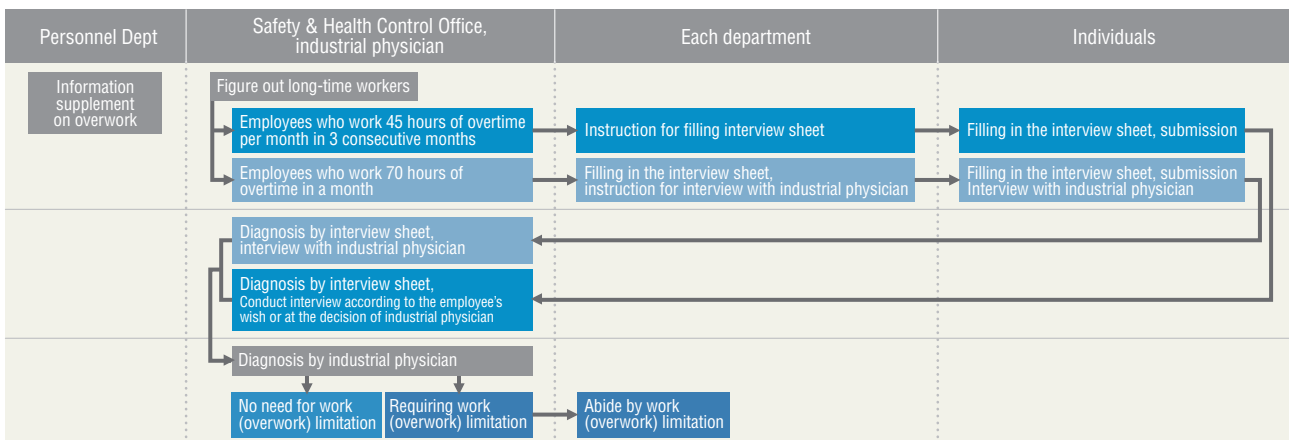 Personnel Dept
Safety & Health Control Office,
industrial physician
Each department
Individuals
Information
supplement
on overwork
Figure out long-time workers
Employees who work 45 hours of overtime
per month in 3 consecutive months
Instruction for filling interview sheet
Filling in the interview sheet, submission
Employees who work 70 hours of
overtime in a month
Filling in the interview sheet,
instruction for interview with industrial physician
Filling in the interview sheet, submission
Interview with industrial physician
Diagnosis by interview sheet,
interview with industrial physician
Diagnosis by interview sheet,
Conduct interview according to the employee's
wish or at the decision of industrial physician
Diagnosis by industrial physician
No need for work
(overwork) limitation
Requiring work
(overwork) limitation
Abide by work
(overwork) limitation